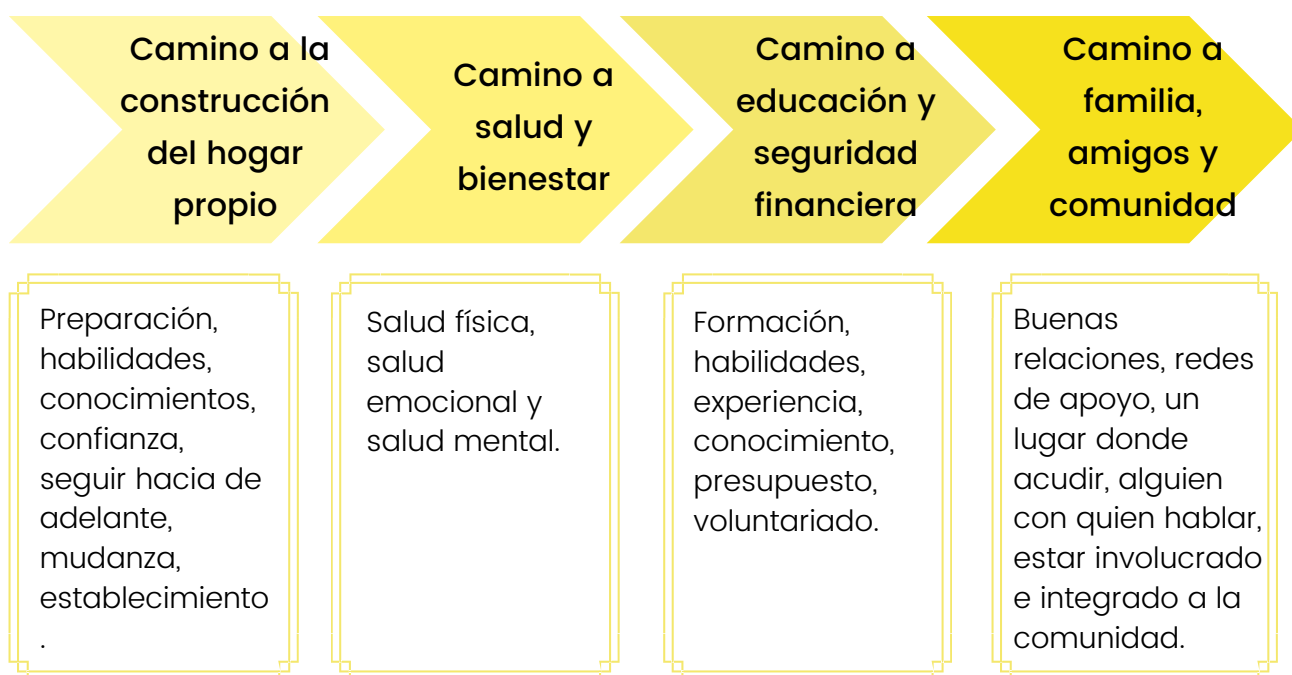 Camino a la
construcción
del hogar
propio
Camino a
salud y
bienestar
Camino a
educación y
seguridad
financiera
Camino a
familia,
amigos y
comunidad
Preparación,
habilidades,
conocimientos,
confianza,
seguir hacia de
adelante,
mudanza,
establecimiento
.
Salud física,
salud
emocional y
salud mental.
Formación,
habilidades,
experiencia,
conocimiento,
presupuesto,
voluntariado.
Buenas
relaciones, redes
de apoyo, un
lugar donde
acudir, alguien
con quien hablar,
estar involucrado
e integrado a la
comunidad.